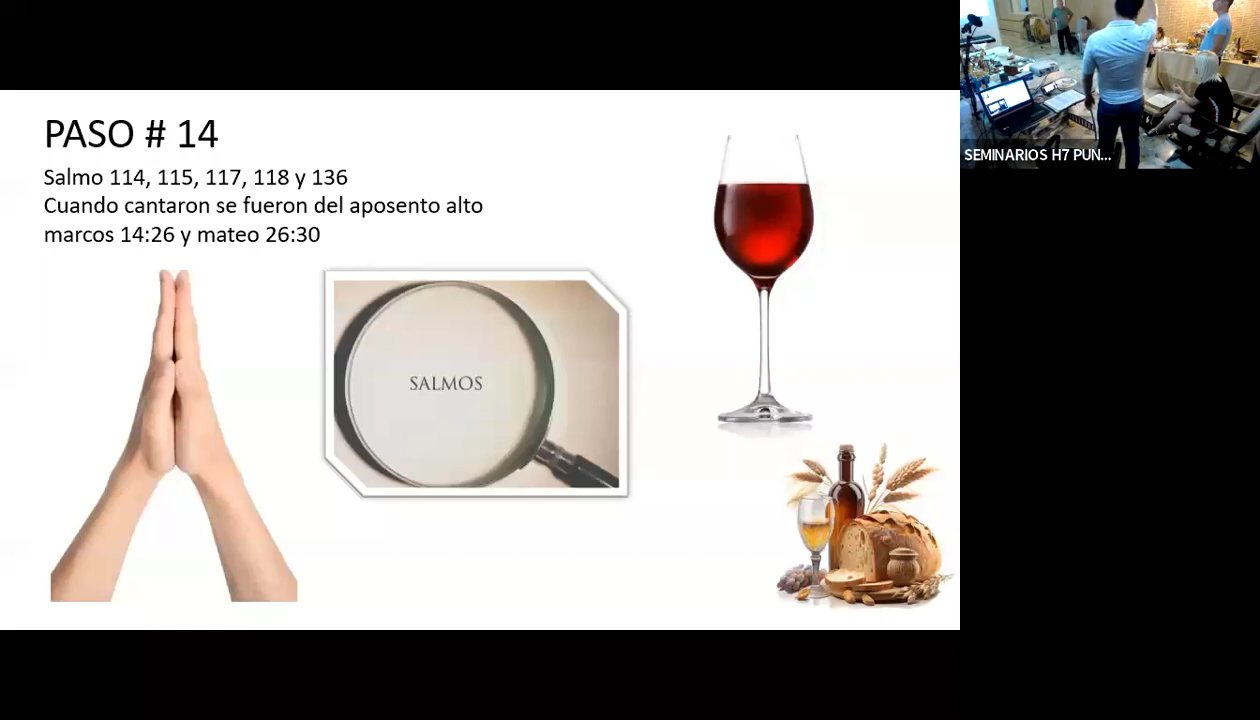 PASO # 14
Salmo 114, 115, 117, 118 y 136
Cuando cantaron se fueron del aposento alto
marcos 14:26 y mateo 26:30
SALMOS
SEMINARIOS H7 PUN...